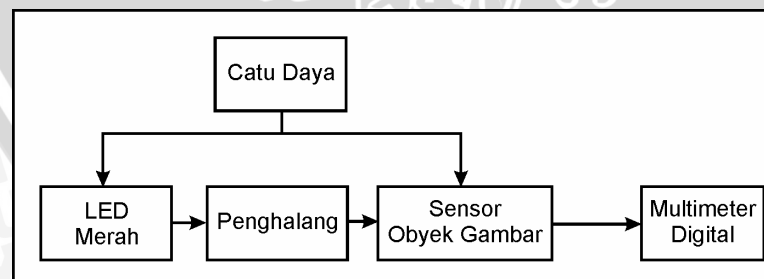 Catu Daya
LED
Merah
Penghalang
Sensor
Obyek Gambar
Multimeter
Digital